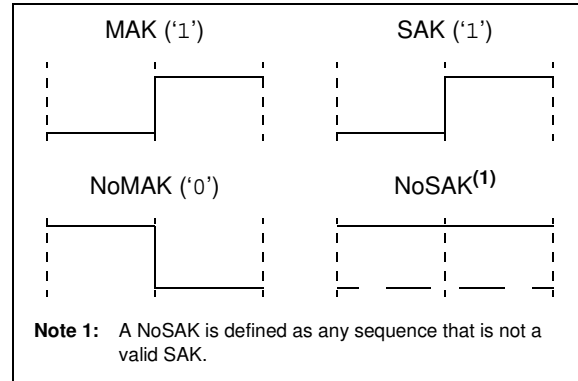 MAK (‘1’) SAK (‘1’)
NoMAK (‘0’) NoSAK(1)
Note 1: A NoSAK is defined as any sequence that is not a
valid SAK.